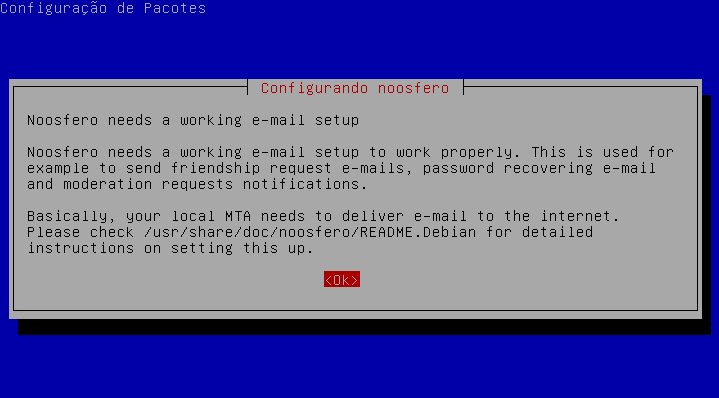 Configuração de Pacotes
Configurando noosfero
Noosfero needs a working e-mail setup
Noosfero needs a working e-mail setup to work properly. This is used for
example to send friendship request e-mails, password recovering e-mail
and moderation requests notifications.
Basically, your local MTA needs to deliver e-mail to the internet.
Please check /usr/share/doc/noosfero/README.Debian for detailed
instructions on setting this up.
<Ok>